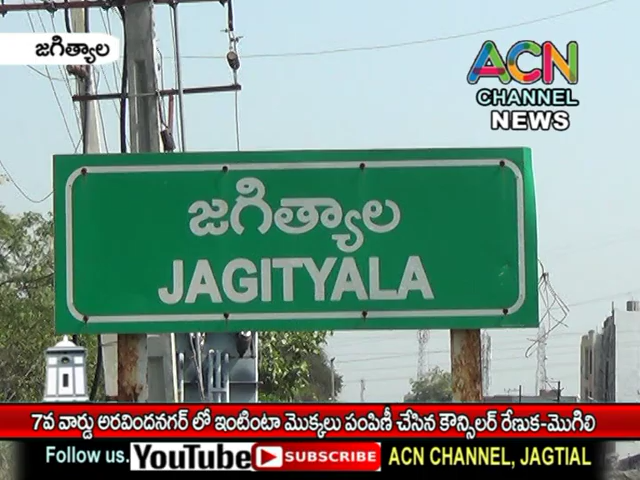 జగిత్యాల
ACN
CHANNEL
NEWS
జగిత్యాల
JAGITYALA
7వ వార్డు అరవిందనగర్ లో ఇంటింటా మొక్కలు పంపిణీ చేసిన కౌన్సిలర్ రేణుక-మొగిలి
Follow us. YouTube SUBSCRIBE ACN CHANNEL, JAGTIAL